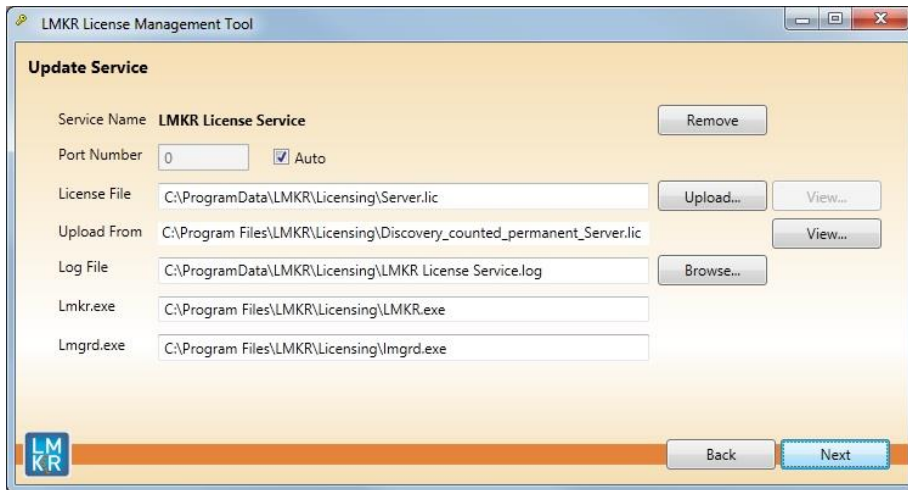 LMKR License Management Tool
Update Service
Service Name LMKR License Service Remove
Port Number 0 Auto
License File C:\ProgramData\LMKR\Licensing\Server.lic Upload... View...
Upload From C:\Program Files\LMKR\Licensing\Discovery_counted_permanent_Server.lic View...
Log File C:\ProgramData\LMKR\Licensing\LMKR License Service.log Browse...
Lmkr.exe C:\Program Files\LMKR\Licensing\LMKR.exe
Lmgrd.exe C:\Program Files\LMKR\Licensing\lmgrd.exe
LM
KR
Back Next